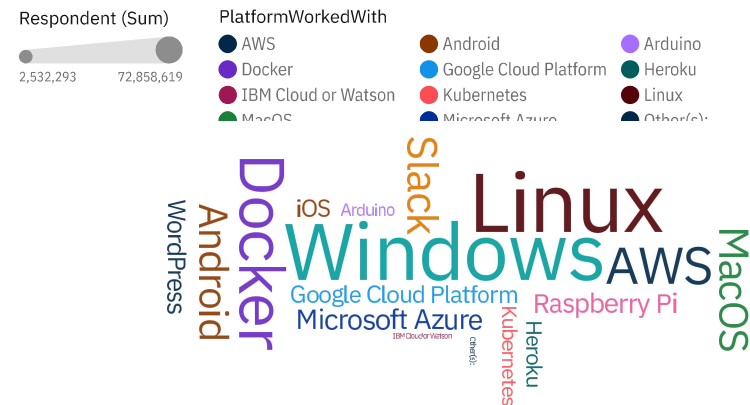 Respondent (Sum)
2,532,293
72,858,619
PlatformWorkedWith
AWS
Android
Arduino
Docker
Google Cloud Platform
Heroku
IBM Cloud or Watson
Kubernetes
Linux
MacOS
Microsoft Azure
Other(s):
Slack
Linux
Docker
WordPress
Android
iOS
Arduino
Windows
AWS
MacOS
Google Cloud Platform
Raspberry Pi
Microsoft Azure
IBM Cloud or Watson
Other(s):
Kubernetes
Heroku